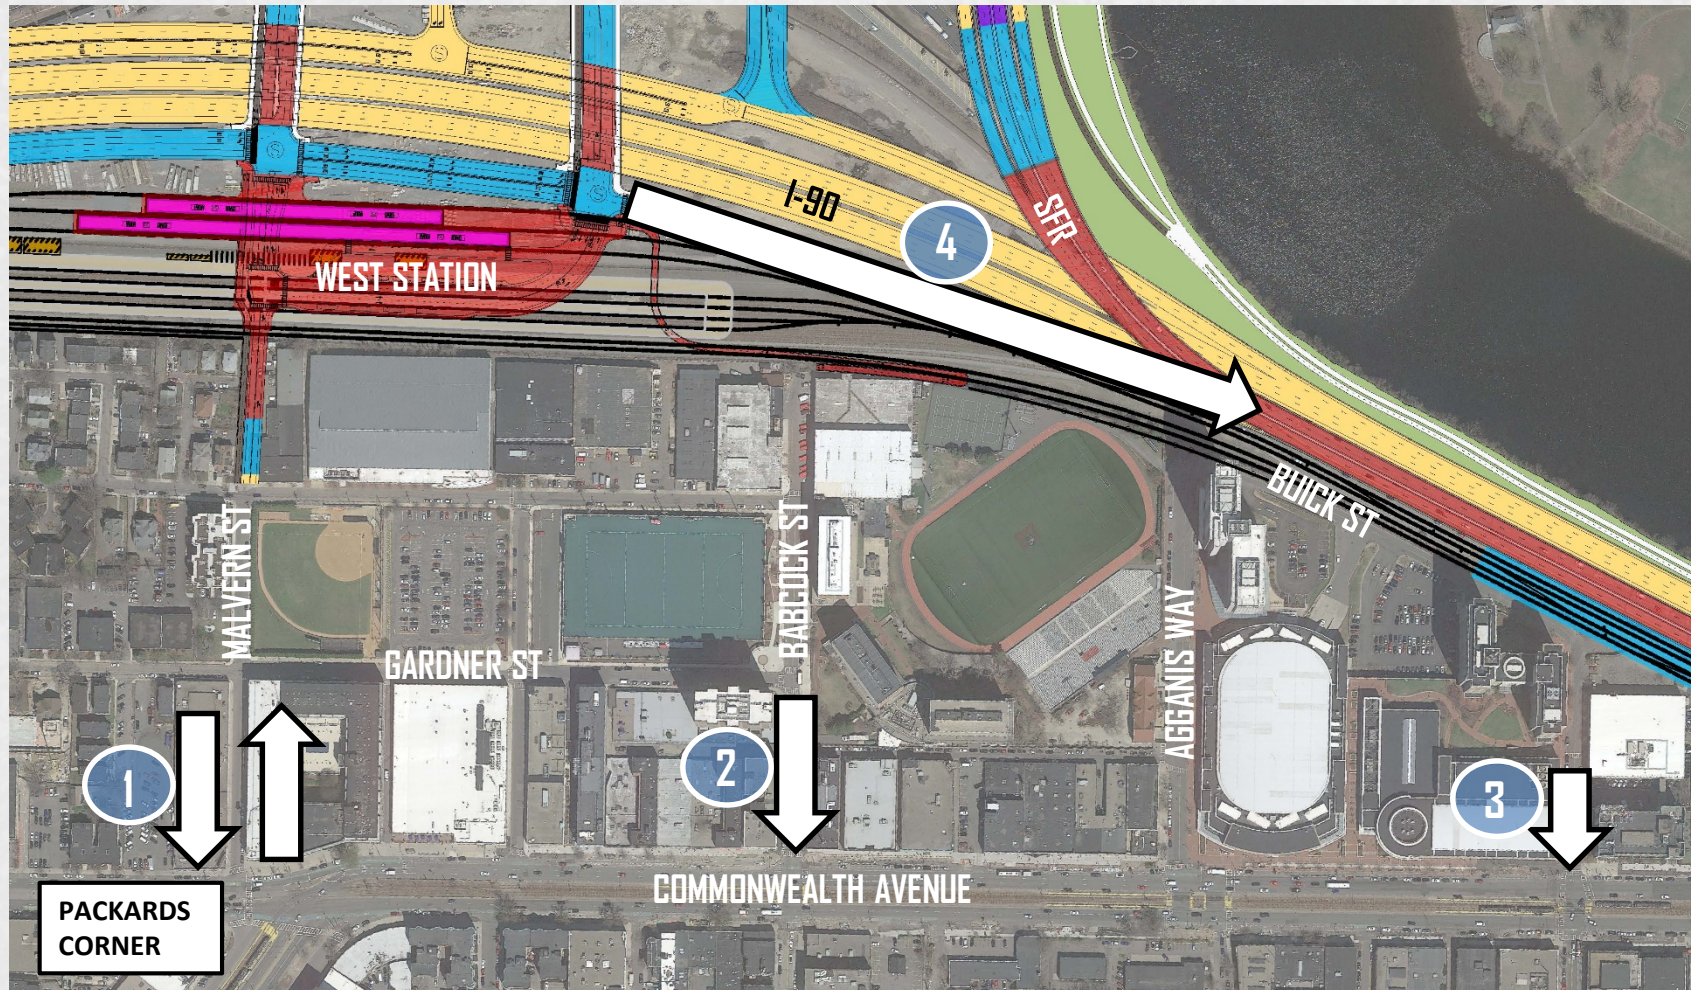 I-90
4
SFR
WEST STATION
BUICK ST
MALVERN ST
BABCOCK ST
AGGANIS WAY
GARDNER ST
1
2
3
COMMONWEALTH AVENUE
PACKARDS
CORNER